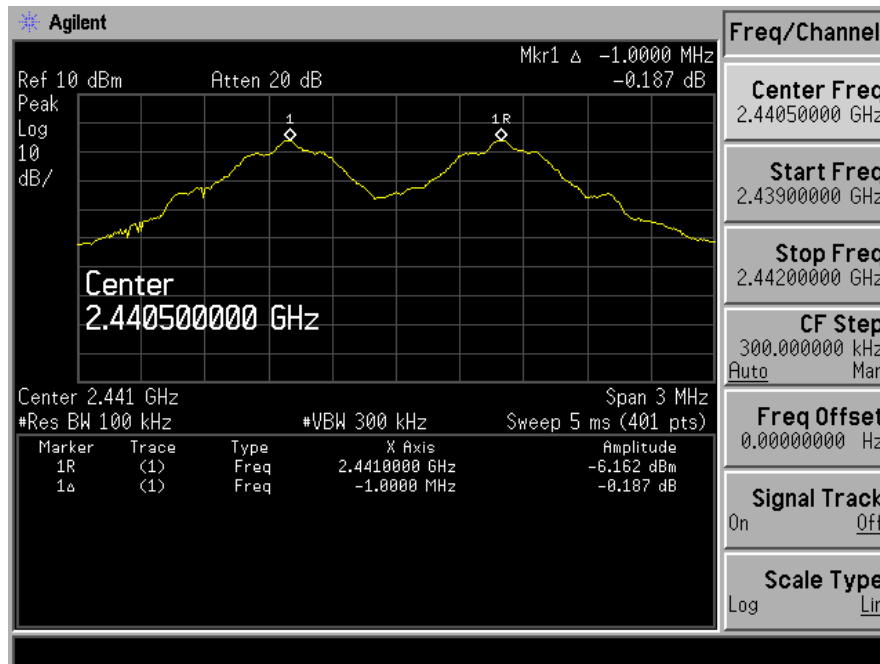 Agilent
Freq/Channel
Mkr1 Δ -1.0000 MHz
Ref 10 dBm Atten 20 dB -0.187 dB
Peak
Log
10
dB/
1
1R
Center
2.440500000 GHz
Center 2.441 GHz Span 3 MHz
#Res BW 100 kHz #VBW 300 kHz Sweep 5 ms (401 pts)
Marker Trace Type X Axis Amplitude
1R (1) Freq 2.4410000 GHz -6.162 dBm
1Δ (1) Freq -1.0000 MHz -0.187 dB
Center Freq
2.44050000 GHz
Start Freq
2.43900000 GHz
Stop Freq
2.44200000 GHz
CF Step
300.000000 kHz
Auto Man
Freq Offset
0.00000000 Hz
Signal Track
On Off
Scale Type
Log Lin